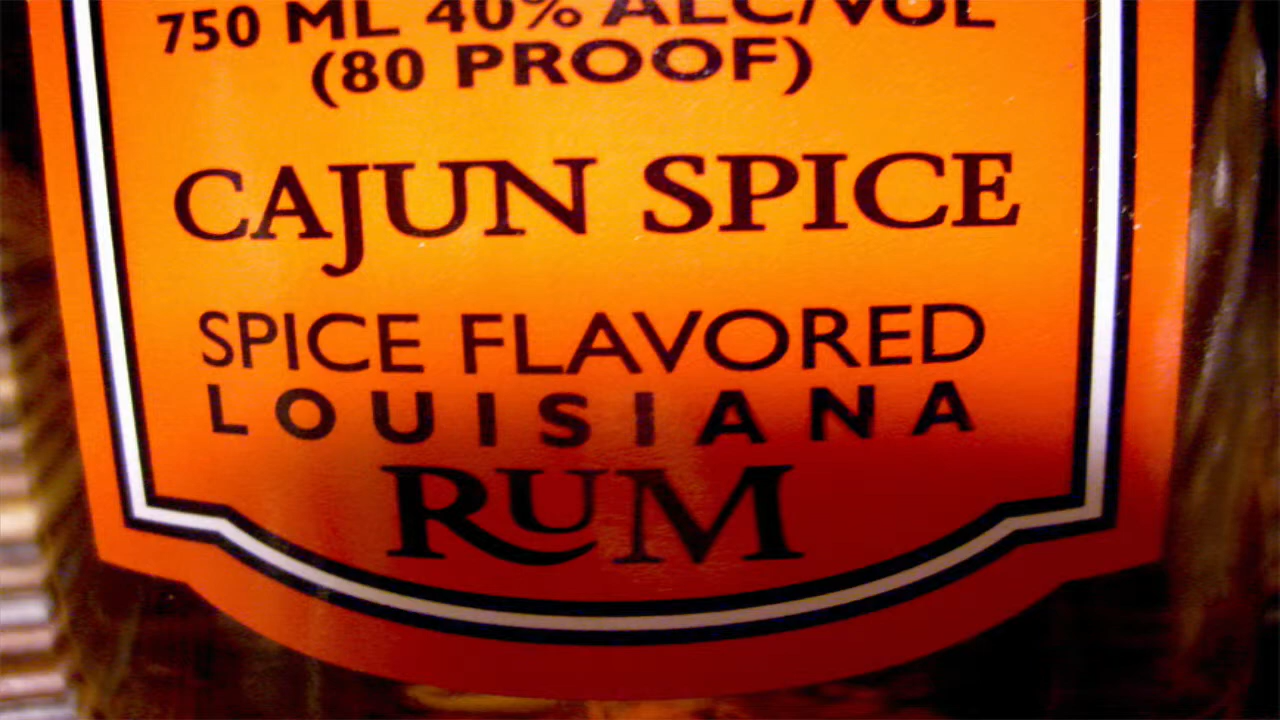 750 ML 40% ALC/VOL
(80 PROOF)
CAJUN SPICE
SPICE FLAVORED
LOUISIANA
RUM